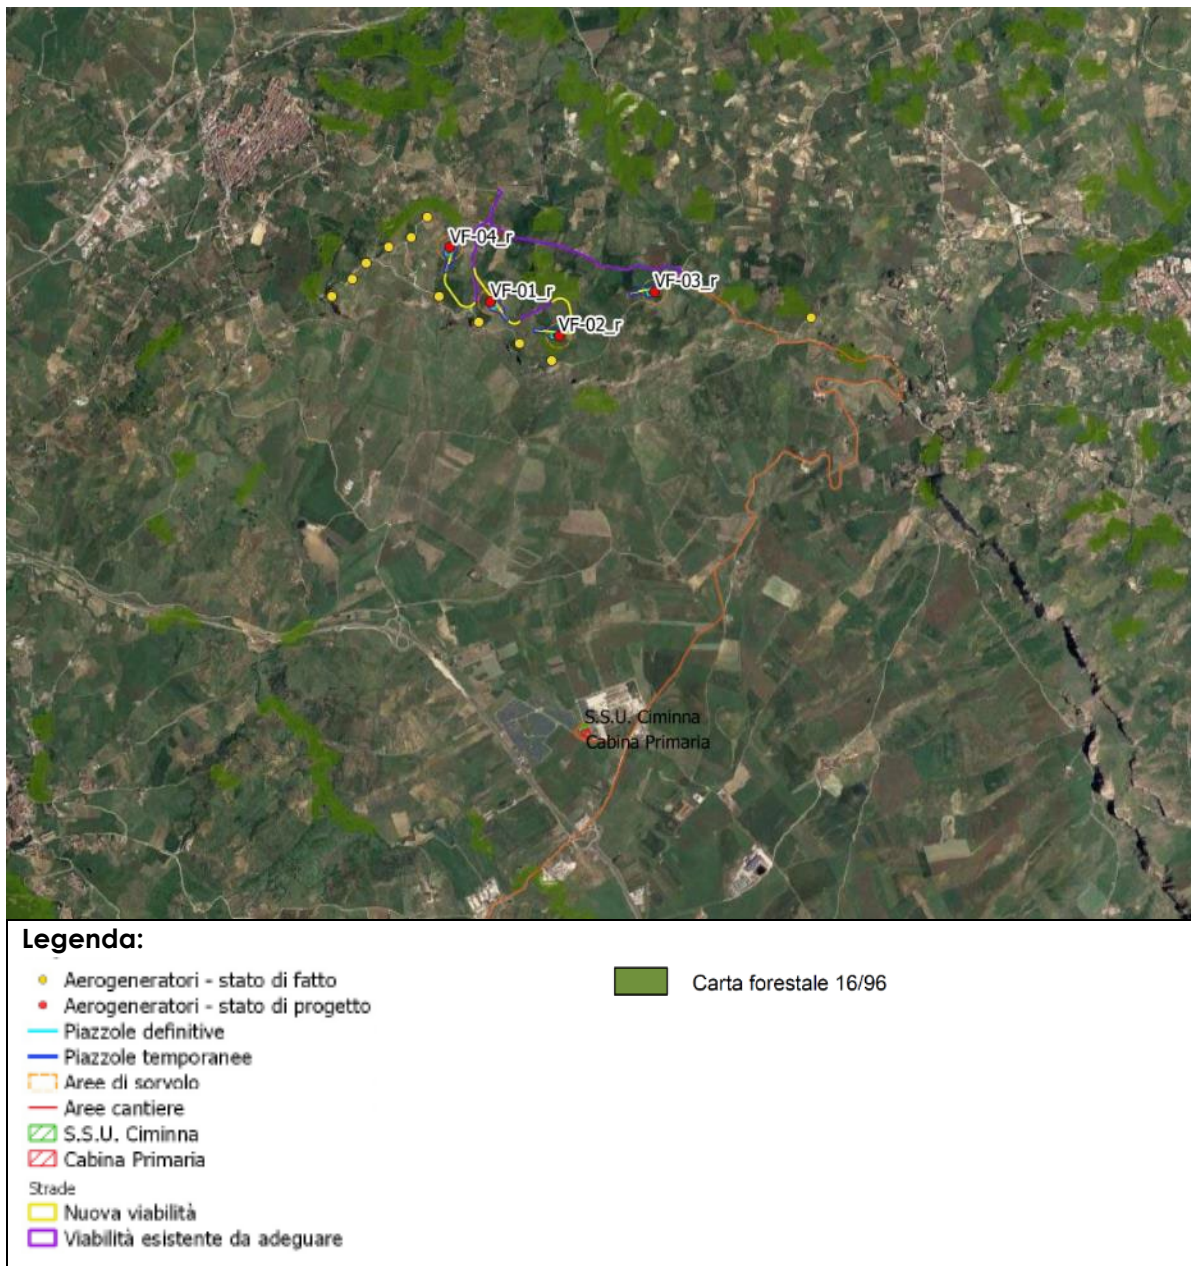 VF-04_r
VF-03_r
VF-01_r
VF-02_r
S.S.U. Ciminna
Cabina Primaria
Legenda:
Aerogeneratori - stato di fatto
Aerogeneratori - stato di progetto
Piazzole definitive
Piazzole temporanee
Aree di sorvolo
Aree cantiere
S.S.U. Ciminna
Cabina Primaria
Strade
Nuova viabilità
Viabilità esistente da adeguare
Carta forestale 16/96